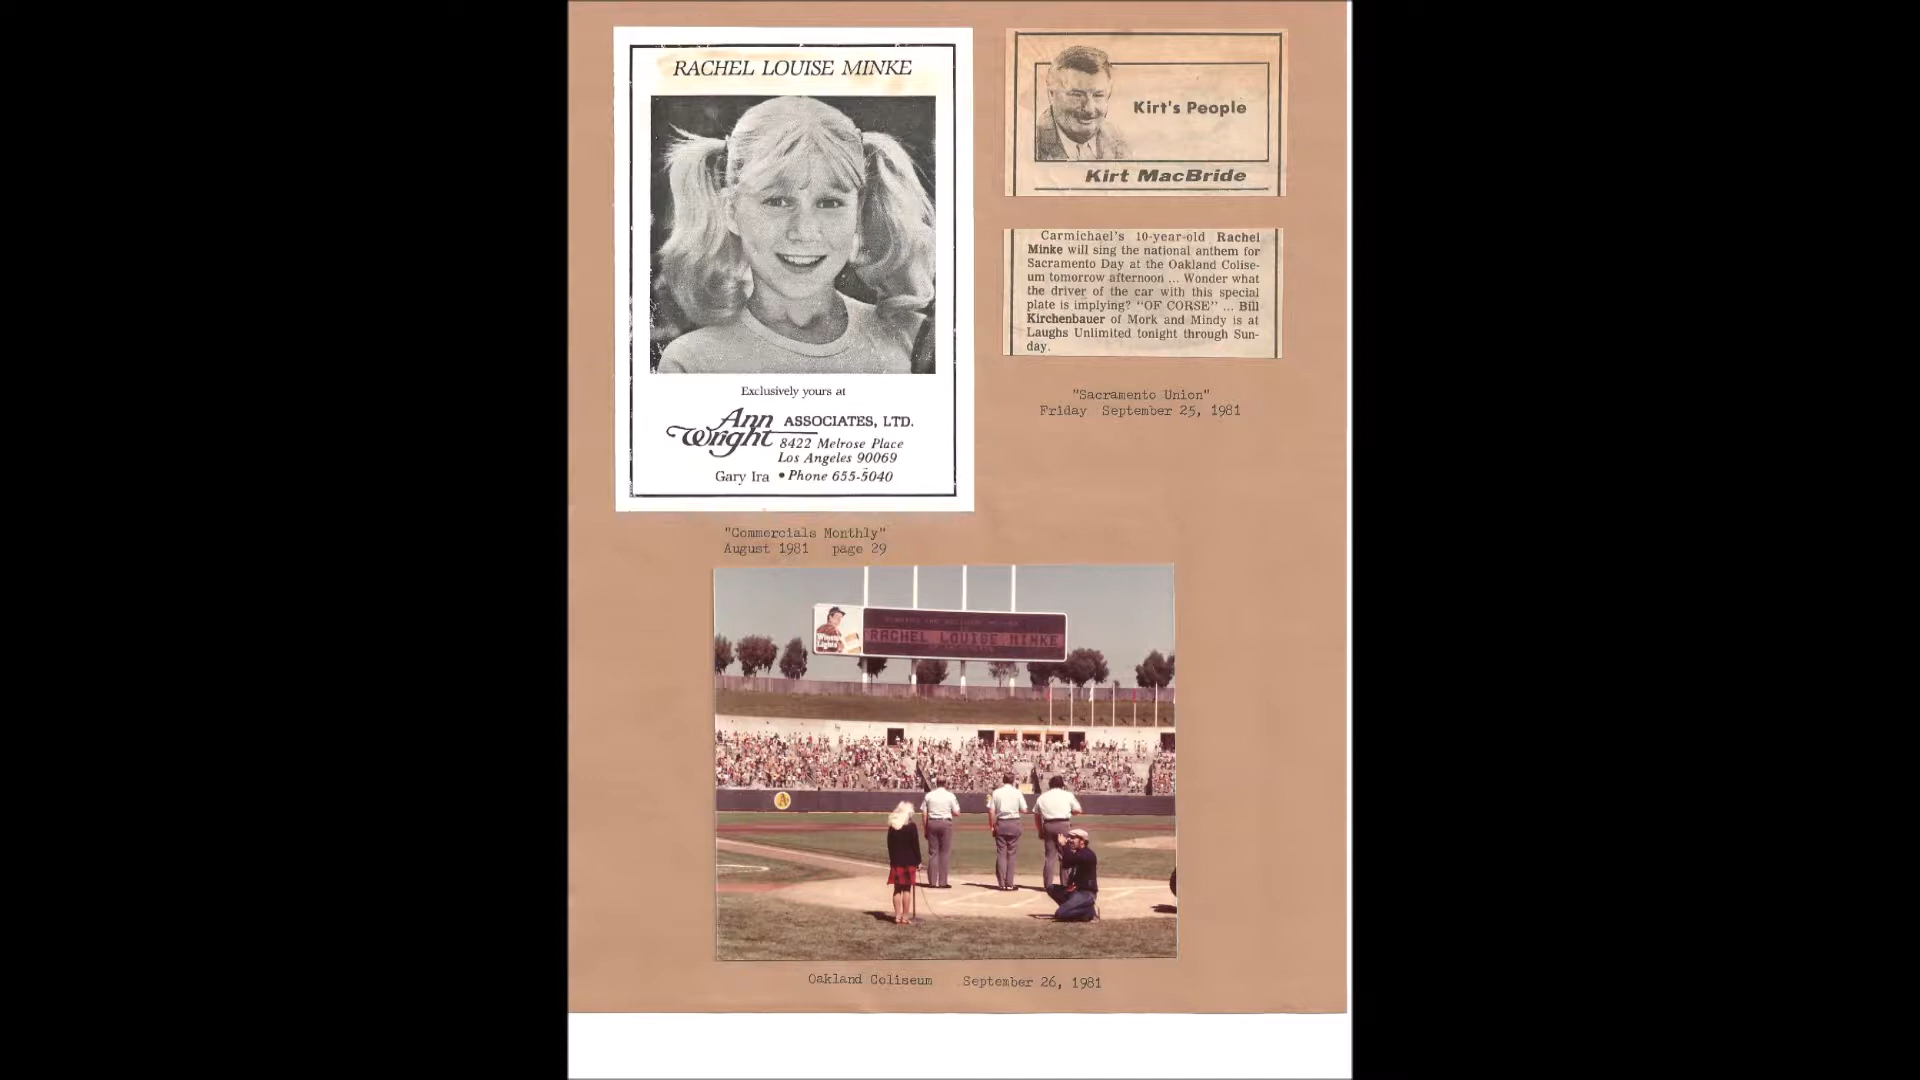 RACHEL LOUISE MINKE
Exclusively yours at
Ann Wright ASSOCIATES, LTD.
8422 Melrose Place
Los Angeles 90069
Gary Ira • Phone 655-5040
"Commercials Monthly"
August 1981 page 29
Kirt's People
Kirt MacBride
Carmichael's 10-year-old Rachel
Minke will sing the national anthem for
Sacramento Day at the Oakland Colise-
um tomorrow afternoon ... Wonder what
the driver of the car with this special
plate is implying? "OF CORSE" ... Bill
Kirchenbauer of Mork and Mindy is at
Laughs Unlimited tonight through Sun-
day.
"Sacramento Union"
Friday September 25, 1981
Winston
Lights
RACHEL LOUISE MINKE
Oakland Coliseum September 26, 1981